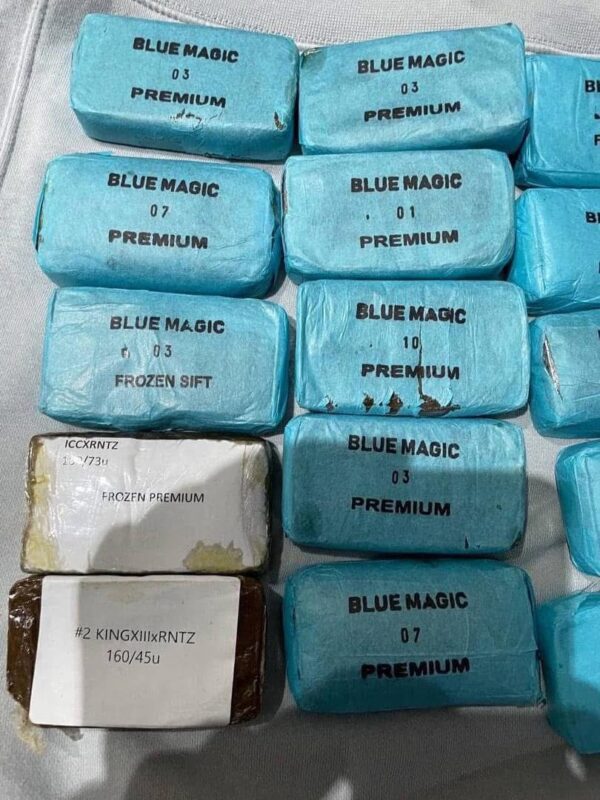 BLUE MAGIC
03
PREMIUM
BLUE MAGIC
03
PREMIUM
BLUE MAGIC
07
PREMIUM
BLUE MAGIC
01
PREMIUM
BLUE MAGIC
03
FROZEN SIFT
BLUE MAGIC
10
PREMIUM
ICCXRNTZ
FROZEN PREMIUM
BLUE MAGIC
03
PREMIUM
#2 KINGXIIIxRNTZ
160/45u
BLUE MAGIC
07
PREMIUM